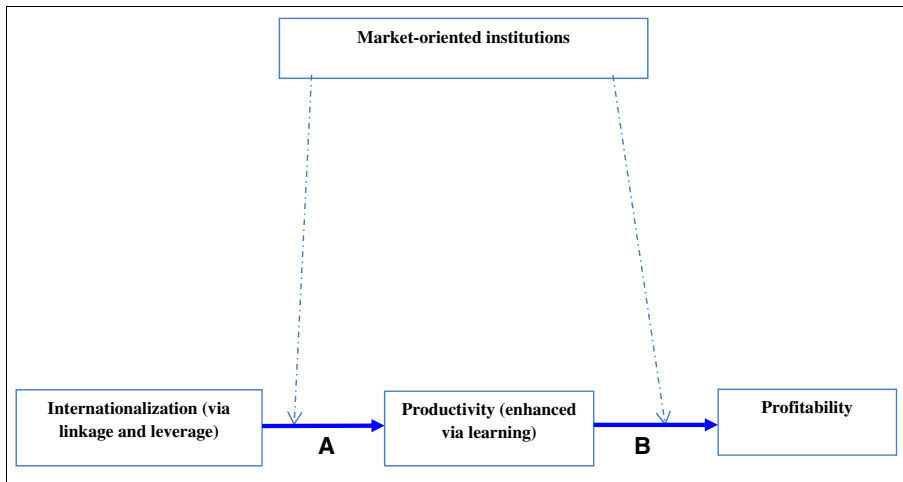 Market-oriented institutions
Internationalization (via
linkage and leverage)
A
Productivity (enhanced
via learning)
B
Profitability